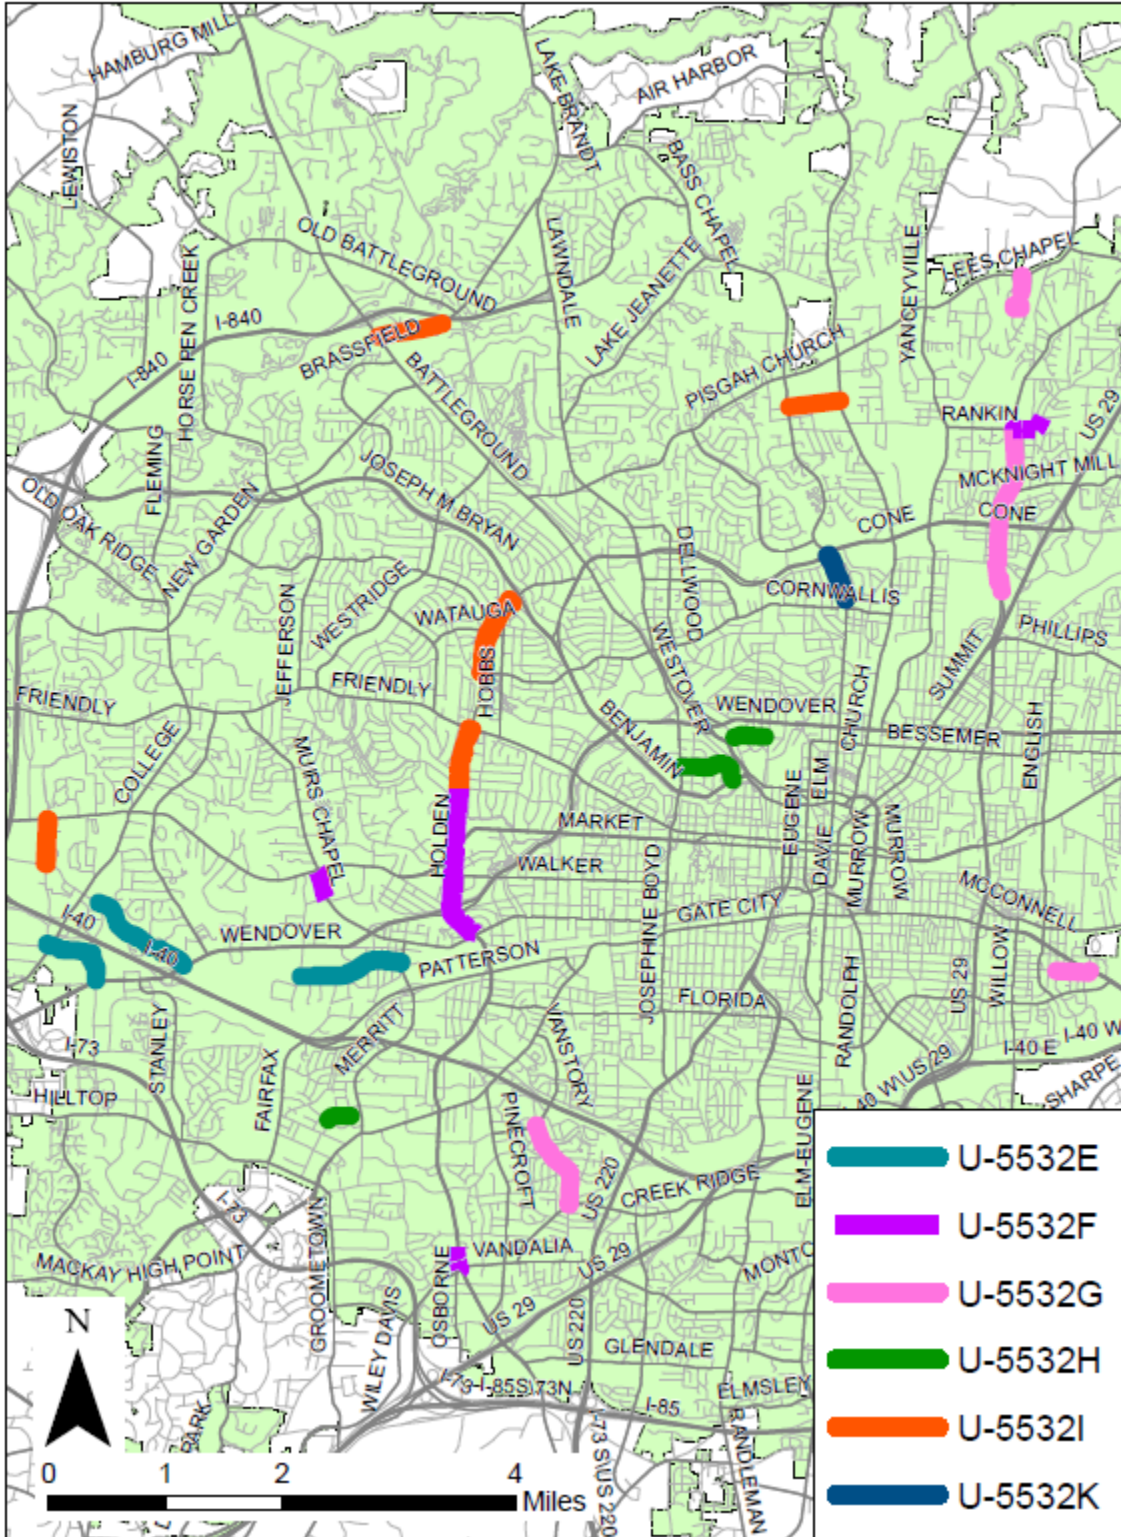 HAMBURG MILL
LAKE BRANDT
AIR HARBOR
LEWISTON
BASS CHAPEL
OLD BATTLEGROUND
LAWNDALE
LAKE JEANETTE
YANCEYVILLE
LEES CHAPEL
HORSE PEN CREEK
I-840
BRASSFIELD
I-840
BATTLEGROUND
PISGAH CHURCH
RANKIN
US 29
MCKNIGHT MILL
FLEMING
JOSEPH M BRYAN
OLD OAK RIDGE
NEW GARDEN
CONE
CONE
DELLWOOD
CORNWALLIS
JEFFERSON
WESTRIDGE
WATAUGA
PHILLIPS
WESTOVER
SUMMIT
FRIENDLY
HOBBS
FRIENDLY
WENDOVER
CHURCH
BENJAMIN
BESSEMER
ENGLISH
COLLEGE
MUIRS CHAPEL
HOLDEN
MARKET
EUGENE
ELM
DAVIE
MURROW
MURROW
WALKER
JOSEPHINE BOYD
GATE CITY
MCCONNELL
I-40
I-40
WENDOVER
PATTERSON
FLORIDA
RANDOLPH
US 29
WILLOW
STANLEY
MERRITT
VANSTORY
I-73
I-40 E
I-40 W
FAIRFAX
HILLTOP
40 W\US 29
SHARPE
PINECROFT
ELM-EUGENE
US 220
CREEK RIDGE
I-73
GROOMETOWN
VANDALIA
US 29
MONTC
MACKAY
HIGH POINT
OSBORNE
WILEY DAVIS
US 29
US 220
GLENDALE
I-73 I-85S\73N
ELMSLEY
I-85
PARK
I-73 S\US 220
RANDLEMAN
N
0 1 2 4
Miles
U-5532E
U-5532F
U-5532G
U-5532H
U-5532I
U-5532K